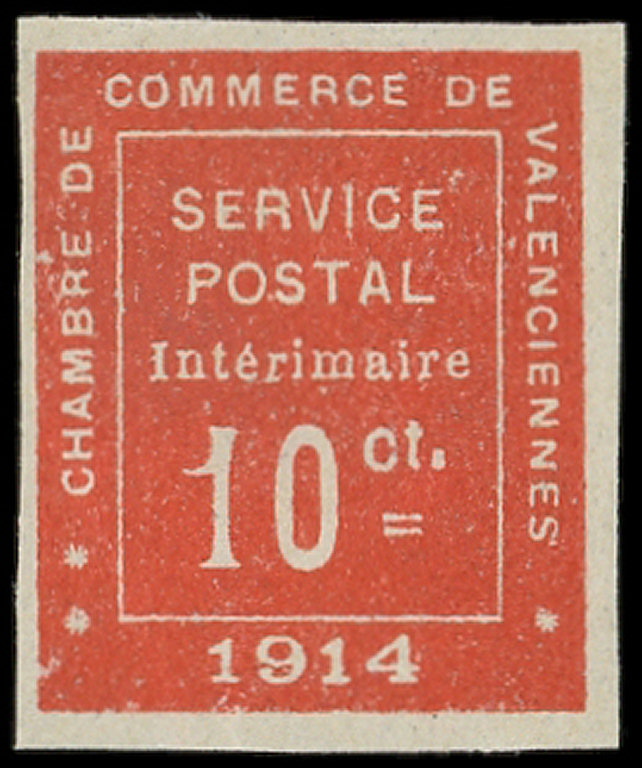 * * CHAMBRE DE
COMMERCE DE
VALENCIENNES *
SERVICE
POSTAL
Intérimaire
10 ct. =
1914